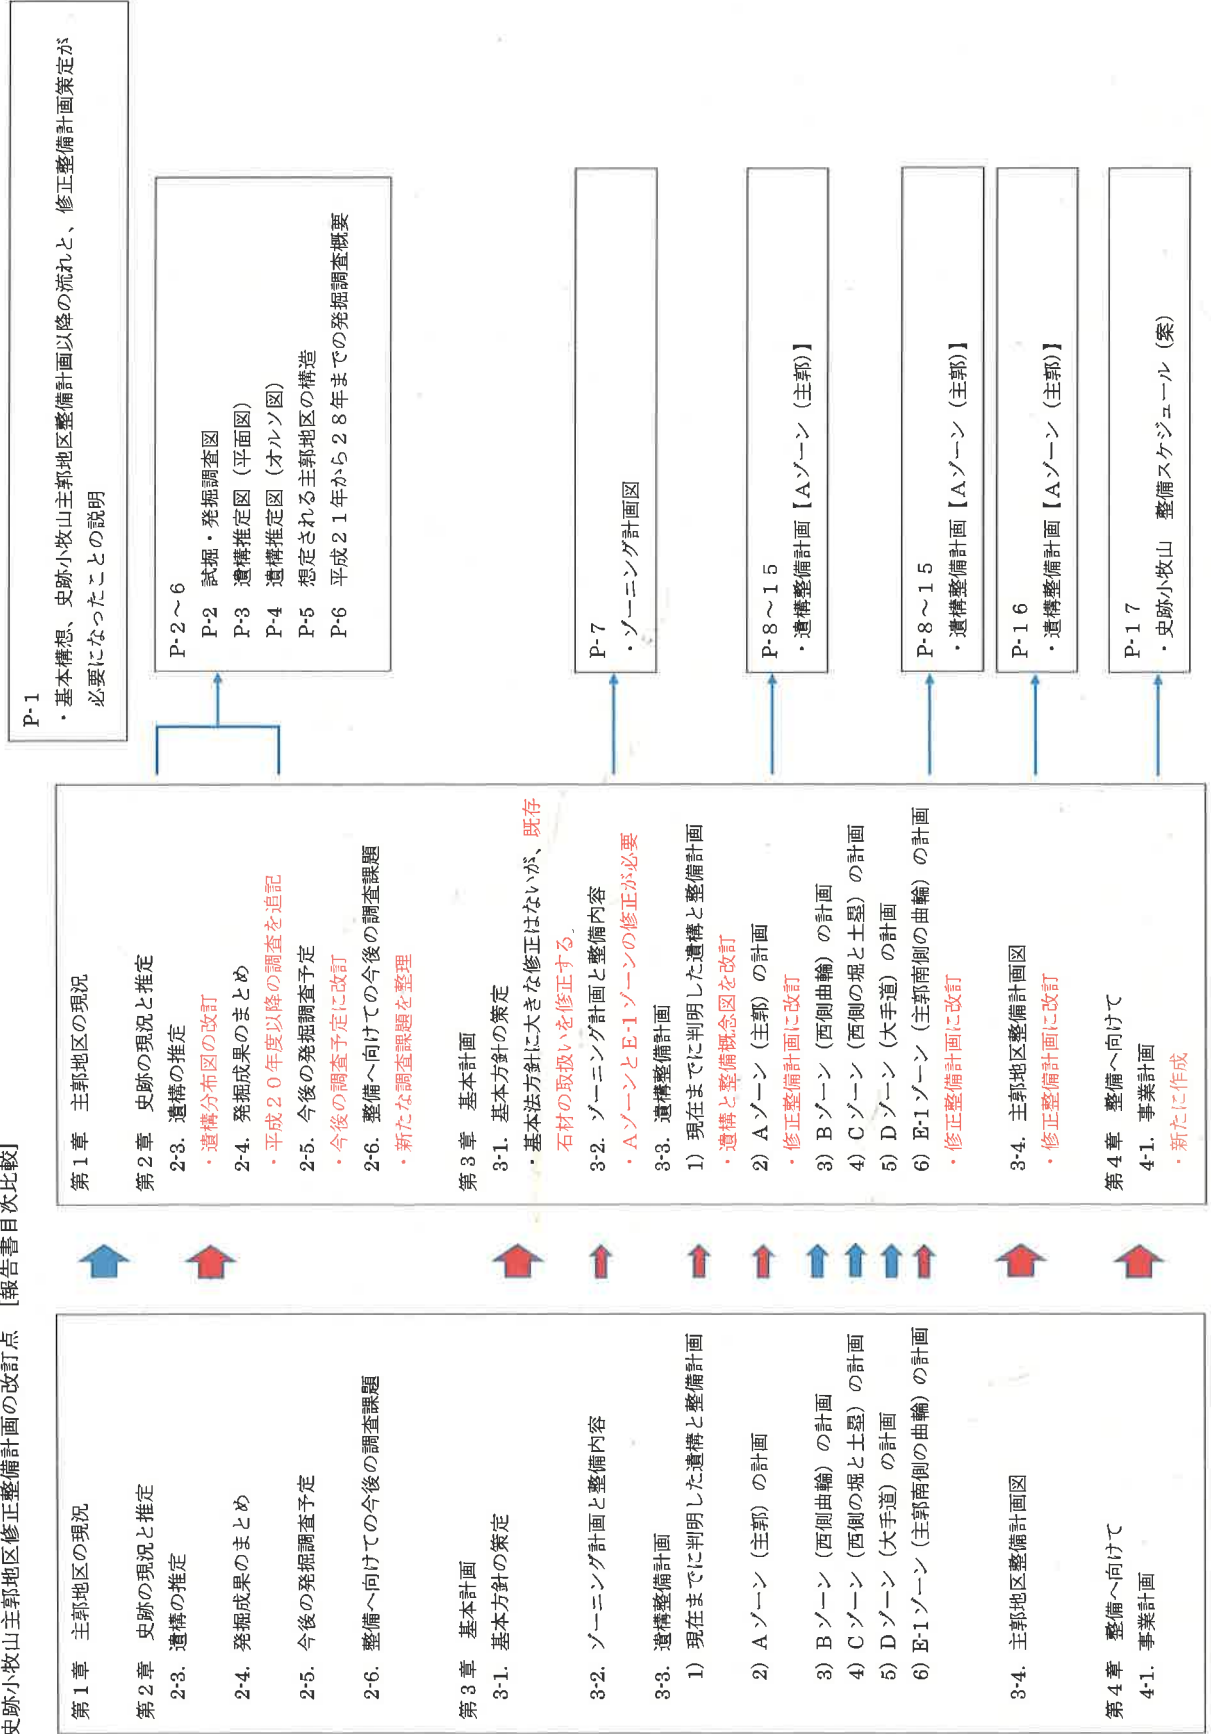 史跡小牧山主郭地区修正整備計画の改訂点　[報告書目次比較]
第1章　主郭地区の現況
第2章　史跡の現況と推定
2-3. 遺構の推定
2-4. 発掘成果のまとめ
2-5. 今後の発掘調査予定
2-6. 整備へ向けての今後の調査課題
第3章　基本計画
3-1. 基本方針の策定
3-2. ゾーニング計画と整備内容
3-3. 遺構整備計画
1) 現在までに判明した遺構と整備計画
2) Aゾーン（主郭）の計画
3) Bゾーン（西側曲輪）の計画
4) Cゾーン（西側の堀と土塁）の計画
5) Dゾーン（大手道）の計画
6) E-1ゾーン（主郭南側の曲輪）の計画
3-4. 主郭地区整備計画図
第4章　整備へ向けて
4-1. 事業計画
第1章　主郭地区の現況
第2章　史跡の現況と推定
2-3. 遺構の推定
・遺構分布図の改訂
2-4. 発掘成果のまとめ
・平成２０年度以降の調査を追記
2-5. 今後の発掘調査予定
・今後の調査予定に改訂
2-6. 整備へ向けての今後の調査課題
・新たな調査課題を整理
第3章　基本計画
3-1. 基本方針の策定
・基本法方針に大きな修正はないが、既存
石材の取扱いを修正する。
3-2. ゾーニング計画と整備内容
・AゾーンとE-1ゾーンの修正が必要
3-3. 遺構整備計画
1) 現在までに判明した遺構と整備計画
・遺構と整備概念図を改訂
2) Aゾーン（主郭）の計画
・修正整備計画に改訂
3) Bゾーン（西側曲輪）の計画
4) Cゾーン（西側の堀と土塁）の計画
5) Dゾーン（大手道）の計画
6) E-1ゾーン（主郭南側の曲輪）の計画
・修正整備計画に改訂
3-4. 主郭地区整備計画図
・修正整備計画に改訂
第4章　整備へ向けて
4-1. 事業計画
・新たに作成
P-1
・基本構想、史跡小牧山主郭地区整備計画以降の流れと、修正整備計画策定が
必要になったことの説明
P-2～6
P-2　試掘・発掘調査図
P-3　遺構推定図（平面図）
P-4　遺構推定図（オルソ図）
P-5　想定される主郭地区の構造
P-6　平成２１年から２８年までの発掘調査概要
P-7
・ゾーニング計画図
P-8～15
・遺構整備計画【Aゾーン（主郭）】
P-8～15
・遺構整備計画【Aゾーン（主郭）】
P-16
・遺構整備計画【Aゾーン（主郭）】
P-17
・史跡小牧山　整備スケジュール（案）